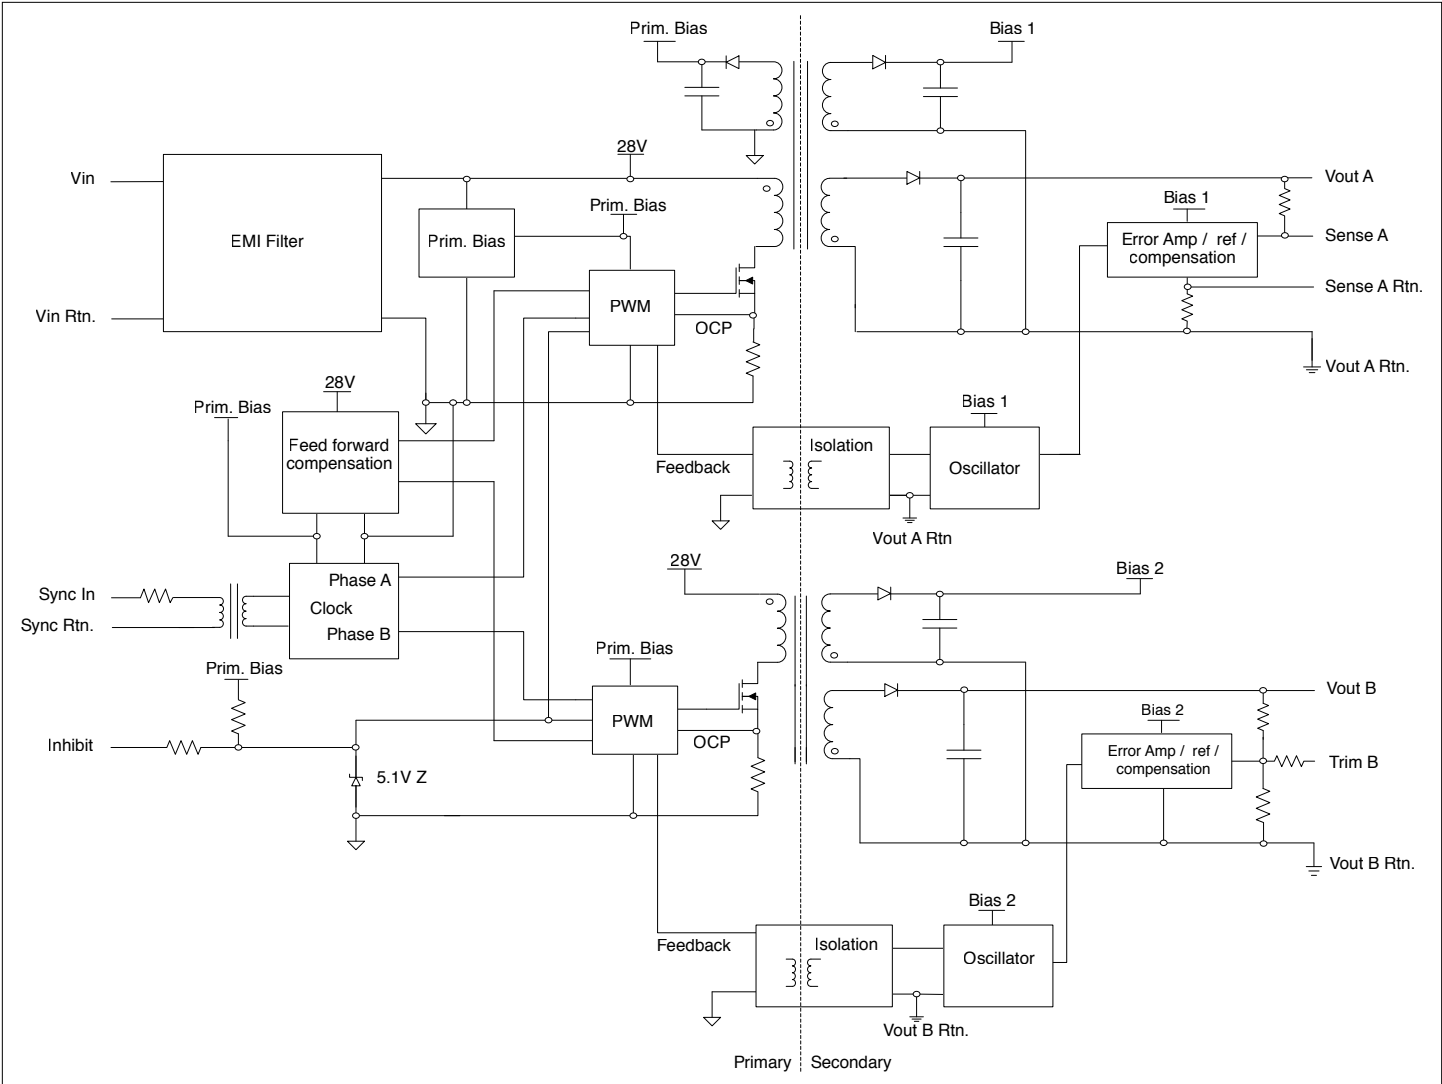 Prim. Bias
Bias 1
Vin
EMI Filter
28V
Vout A
Prim. Bias
Prim. Bias
Bias 1
Error Amp / ref /
compensation
Sense A
Sense A Rtn.
PWM
OCP
Vin Rtn.
Vout A Rtn.
28V
Prim. Bias
Feed forward
compensation
Bias 1
Feedback
Isolation
Oscillator
Vout A Rtn
28V
Bias 2
Sync In
Sync Rtn.
Phase A
Clock
Phase B
Prim. Bias
Prim. Bias
Vout B
Bias 2
Inhibit
PWM
OCP
Error Amp / ref /
compensation
Trim B
5.1V Z
Vout B Rtn.
Bias 2
Feedback
Isolation
Oscillator
Vout B Rtn.
Primary
Secondary